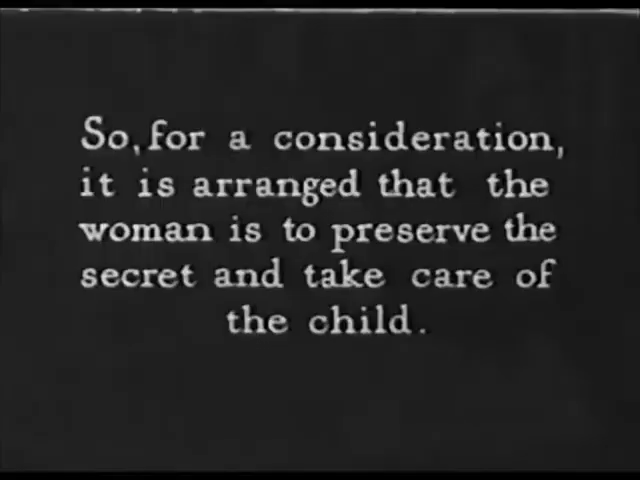 So, for a consideration,
it is arranged that the
woman is to preserve the
secret and take care of
the child.